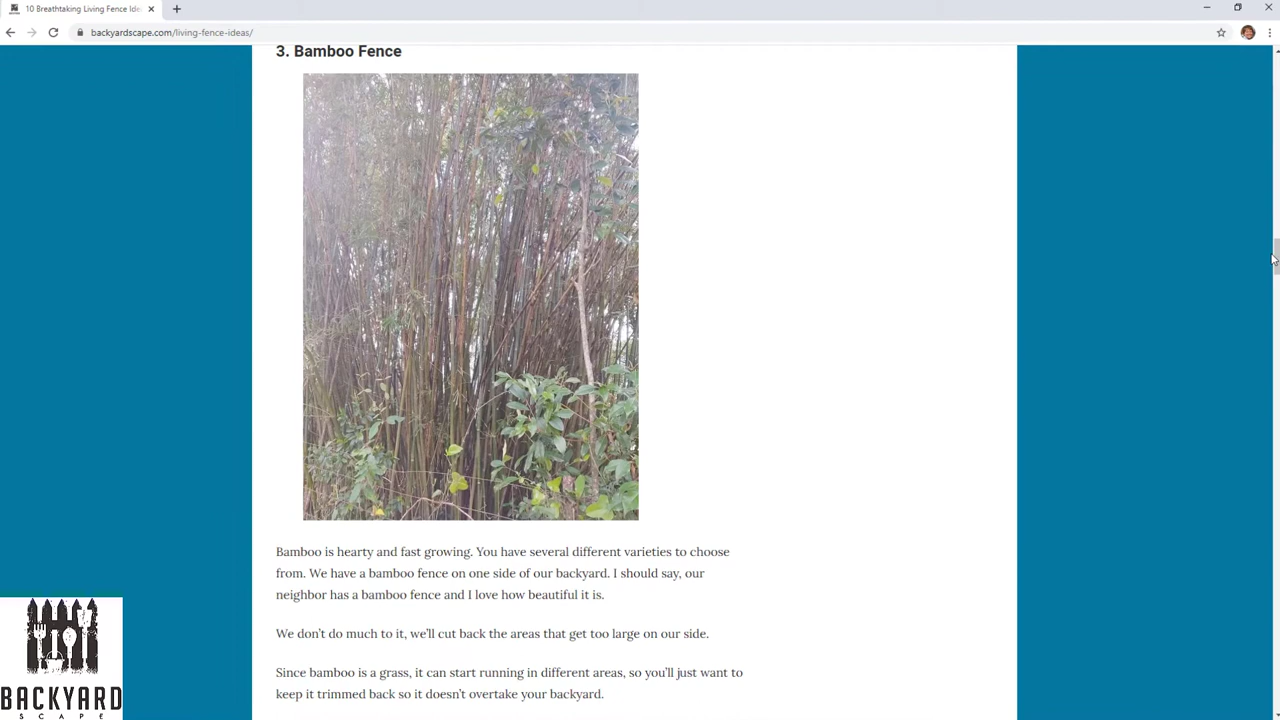 10 Breathtaking Living Fence Ideas
backyardscape.com/living-fence-ideas/
3. Bamboo Fence
Bamboo is hearty and fast growing. You have several different varieties to choose
from. We have a bamboo fence on one side of our backyard. I should say, our
neighbor has a bamboo fence and I love how beautiful it is.
We don’t do much to it, we’ll cut back the areas that get too large on our side.
Since bamboo is a grass, it can start running in different areas, so you’ll just want to
keep it trimmed back so it doesn’t overtake your backyard.
BACKYARD
SCAPE